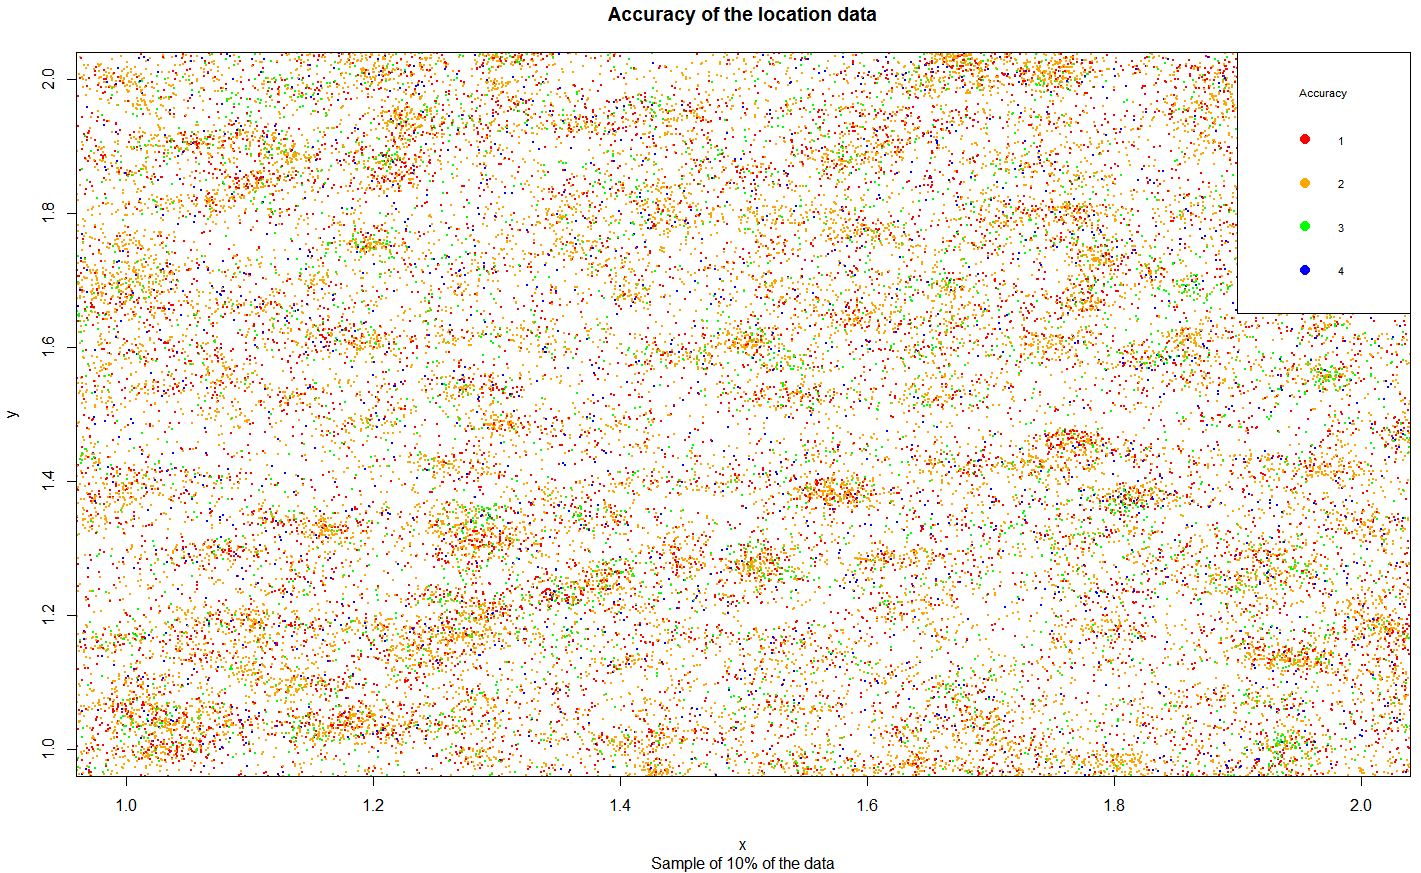 Accuracy of the location data
Accuracy
1
2
3
4
y
2.0
1.8
1.6
1.4
1.2
1.0
1.0 1.2 1.4 1.6 1.8 2.0
x
Sample of 10% of the data